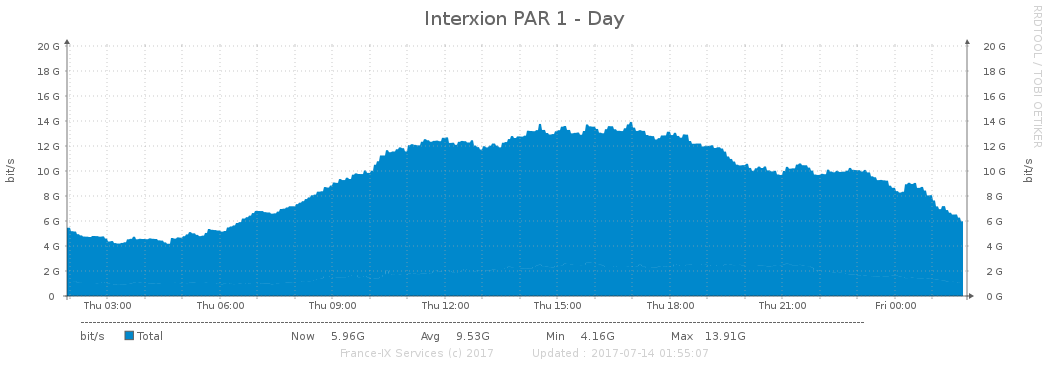 Interxion PAR 1 - Day
RRDTOOL / TOBI OETIKER
bit/s
20 G 20 G
18 G 18 G
16 G 16 G
14 G 14 G
12 G 12 G
10 G 10 G
8 G 8 G
6 G 6 G
4 G 4 G
2 G 2 G
0 0 G
bit/s
Thu 03:00 Thu 06:00 Thu 09:00 Thu 12:00 Thu 15:00 Thu 18:00 Thu 21:00 Fri 00:00
bit/s Total Now 5.96G Avg 9.53G Min 4.16G Max 13.91G
France-IX Services (c) 2017 Updated : 2017-07-14 01:55:07